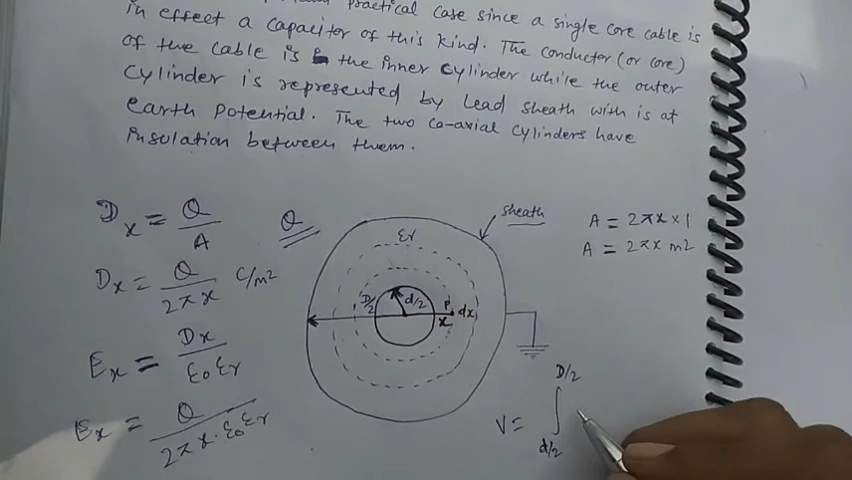 practical case since a single core cable is
in effect a capacitor of this kind. The conductor (or core)
of the cable is the inner cylinder while the outer
cylinder is represented by lead sheath with is at
earth potential. The two co-axial cylinders have
insulation between them.
Dx = Q/A
Q
sheath
A = 2πx×1
A = 2πx m2
εr
Dx = Q/2πx C/m2
D/2
d/2
P
dx
x
Ex = Dx/ε0εr
Ex = Q/2πx·ε0εr
V = ∫
D/2
d/2